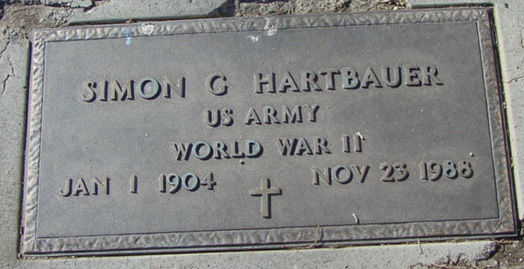 SIMON G HARTBAUER
US ARMY
WORLD WAR II
JAN 1 1904 NOV 23 1988